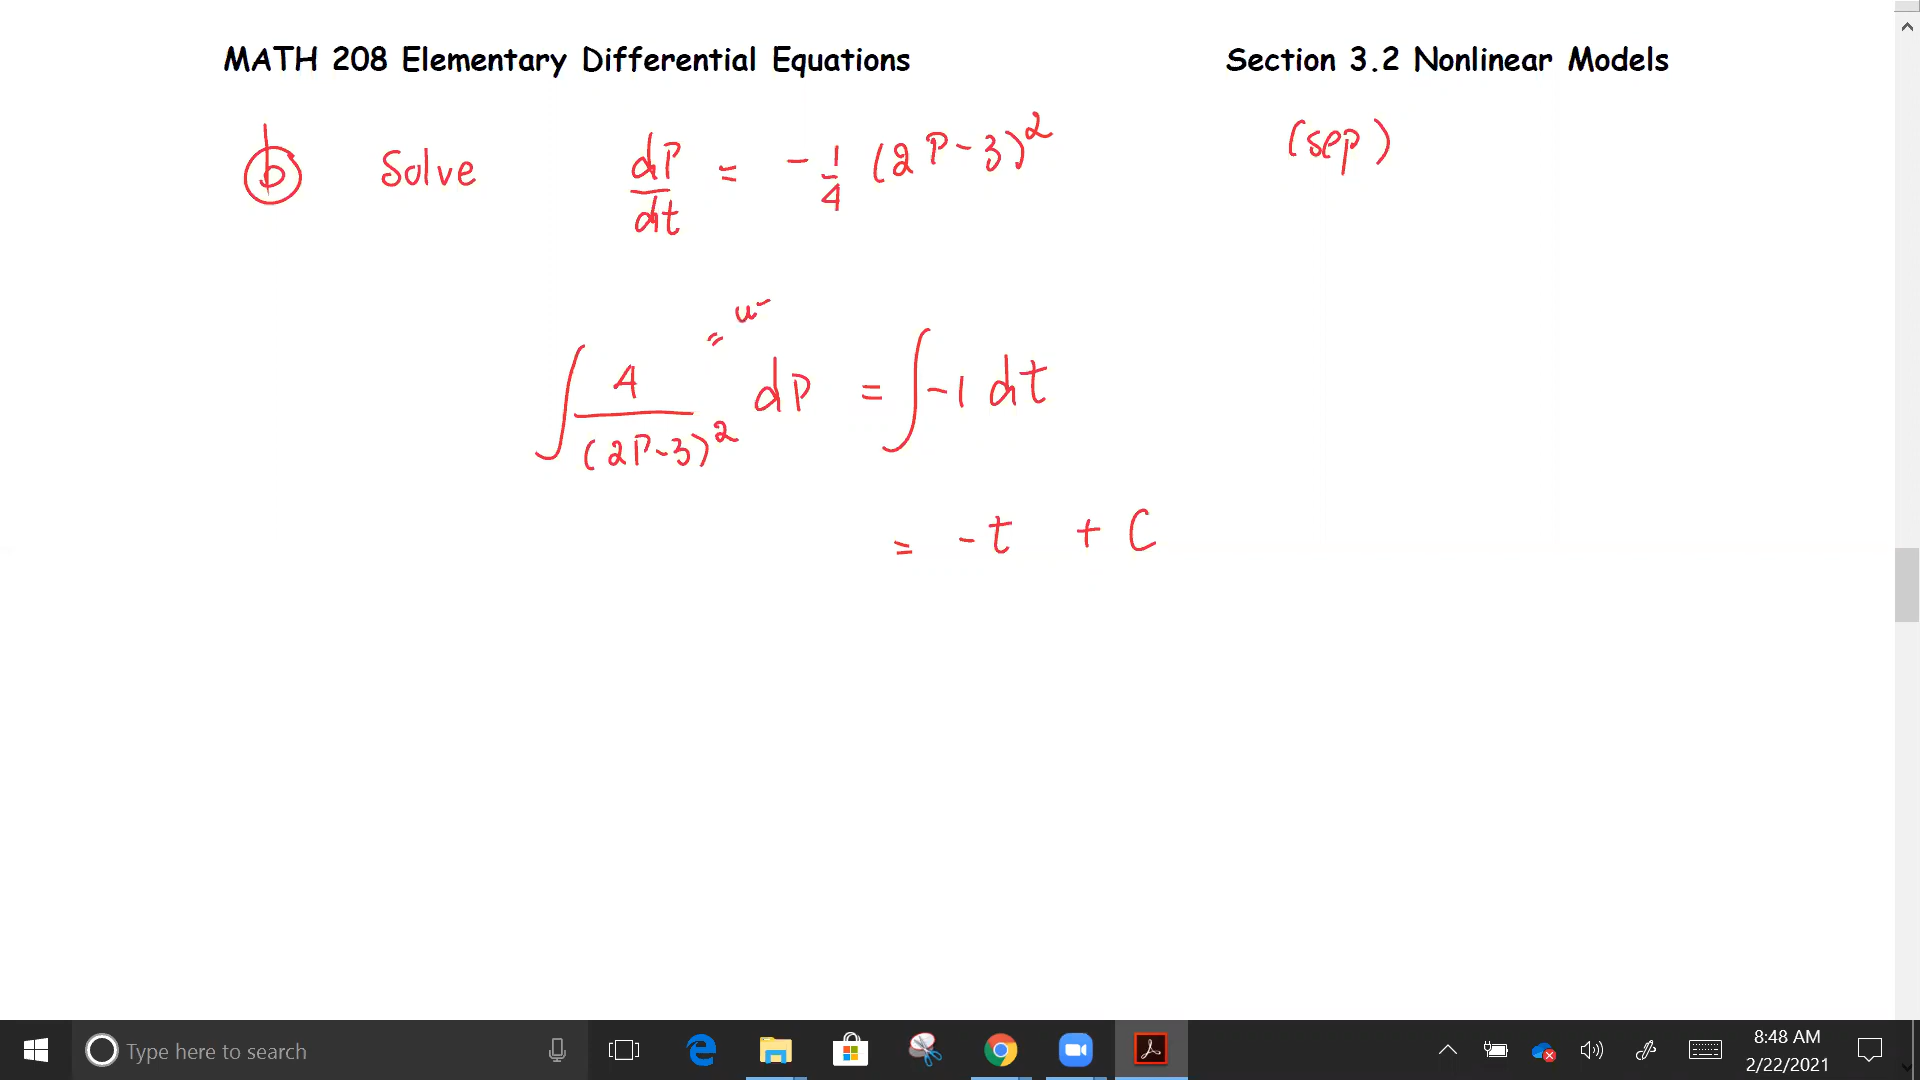 MATH 208 Elementary Differential Equations Section 3.2 Nonlinear Models
ⓑ Solve dP/dt = -1/4 (2P-3)² (sep)
= u
∫ 4/(2P-3)² dP = ∫ -1 dt
= -t + C
Type here to search
8:48 AM
2/22/2021